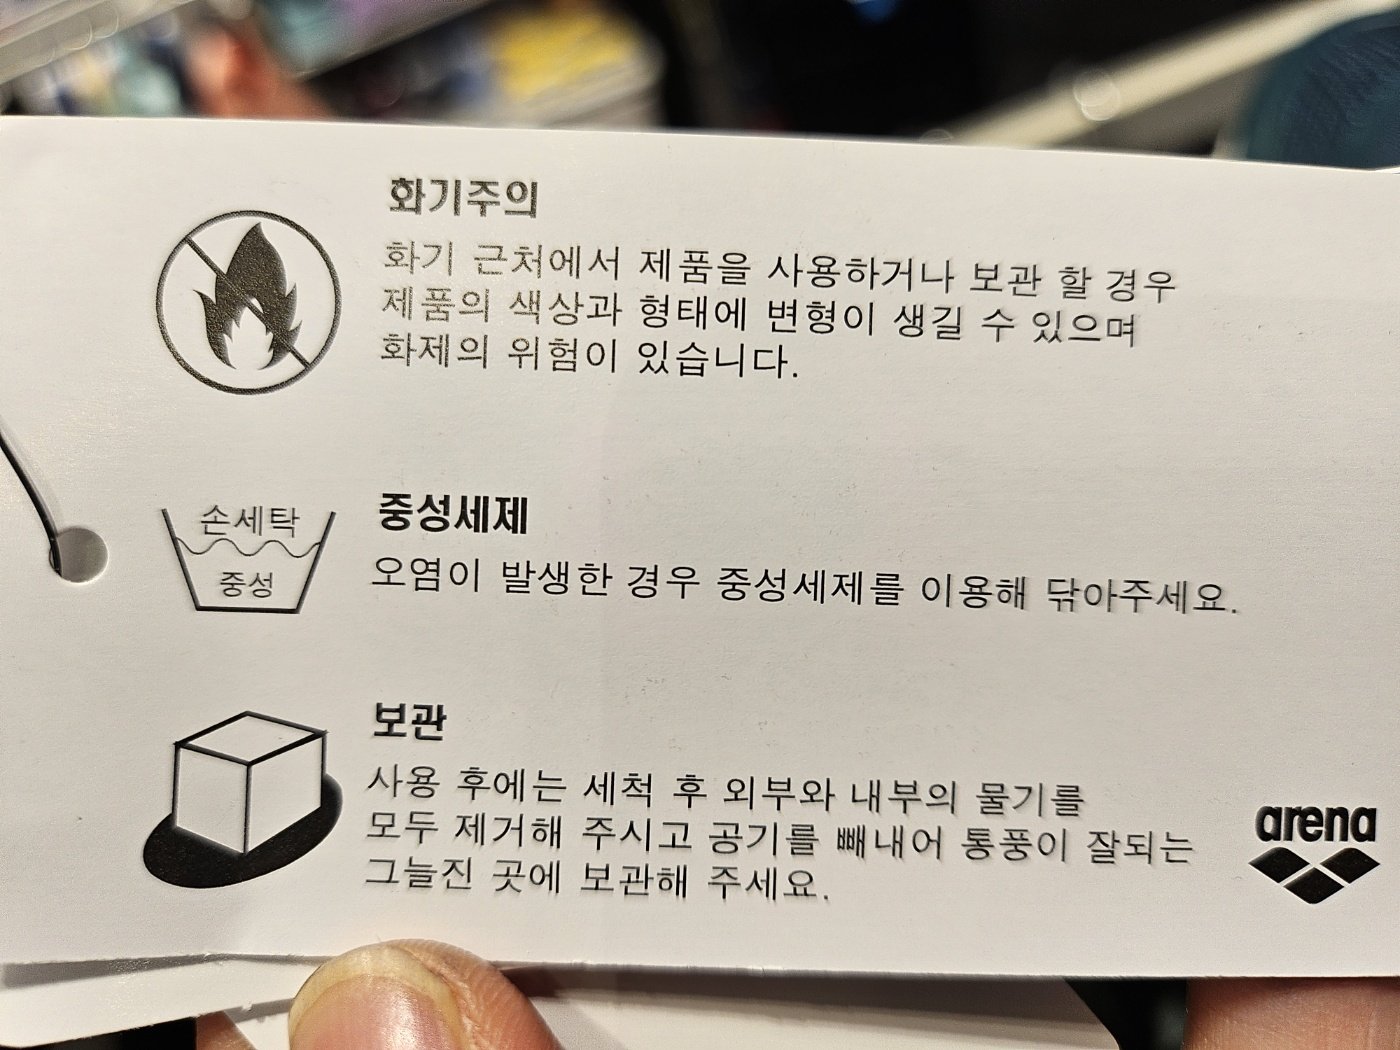 화기주의
화기 근처에서 제품을 사용하거나 보관 할 경우
제품의 색상과 형태에 변형이 생길 수 있으며
화제의 위험이 있습니다.
손세탁
중성
중성세제
오염이 발생한 경우 중성세제를 이용해 닦아주세요.
보관
사용 후에는 세척 후 외부와 내부의 물기를
모두 제거해 주시고 공기를 빼내어 통풍이 잘되는
그늘진 곳에 보관해 주세요.
arena